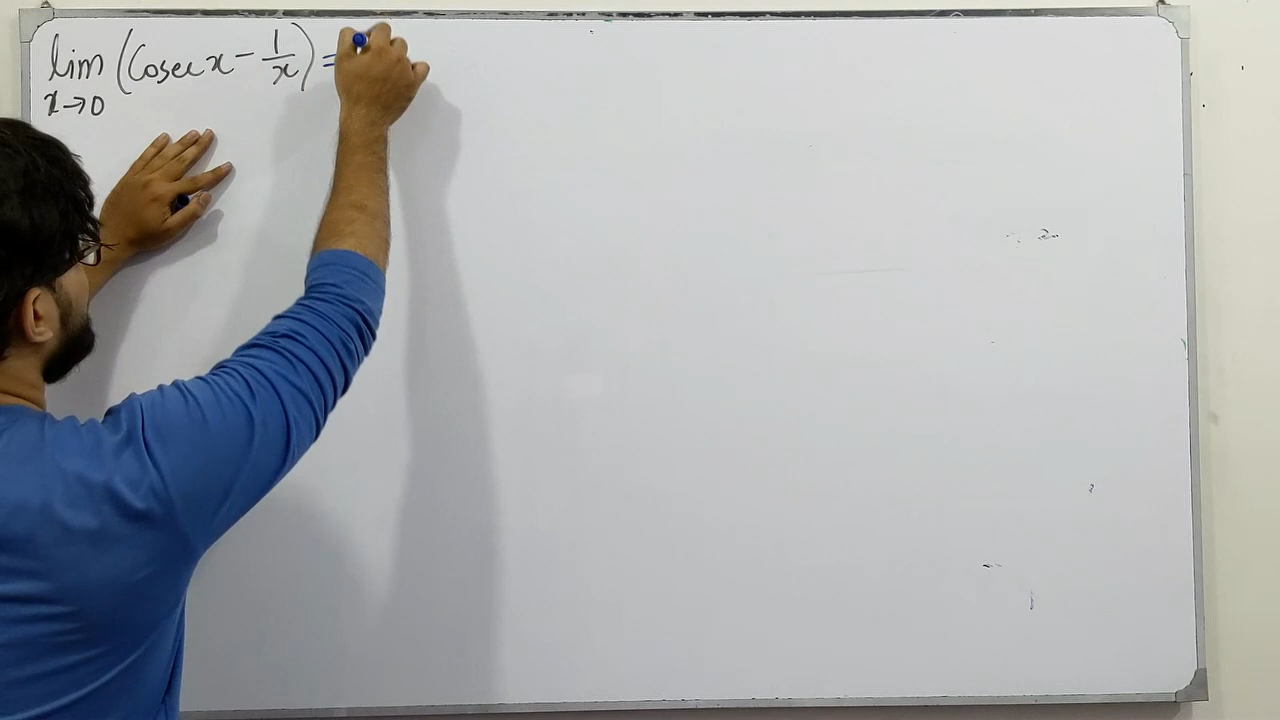 lim (Cosec x - 1/x) =
x→0